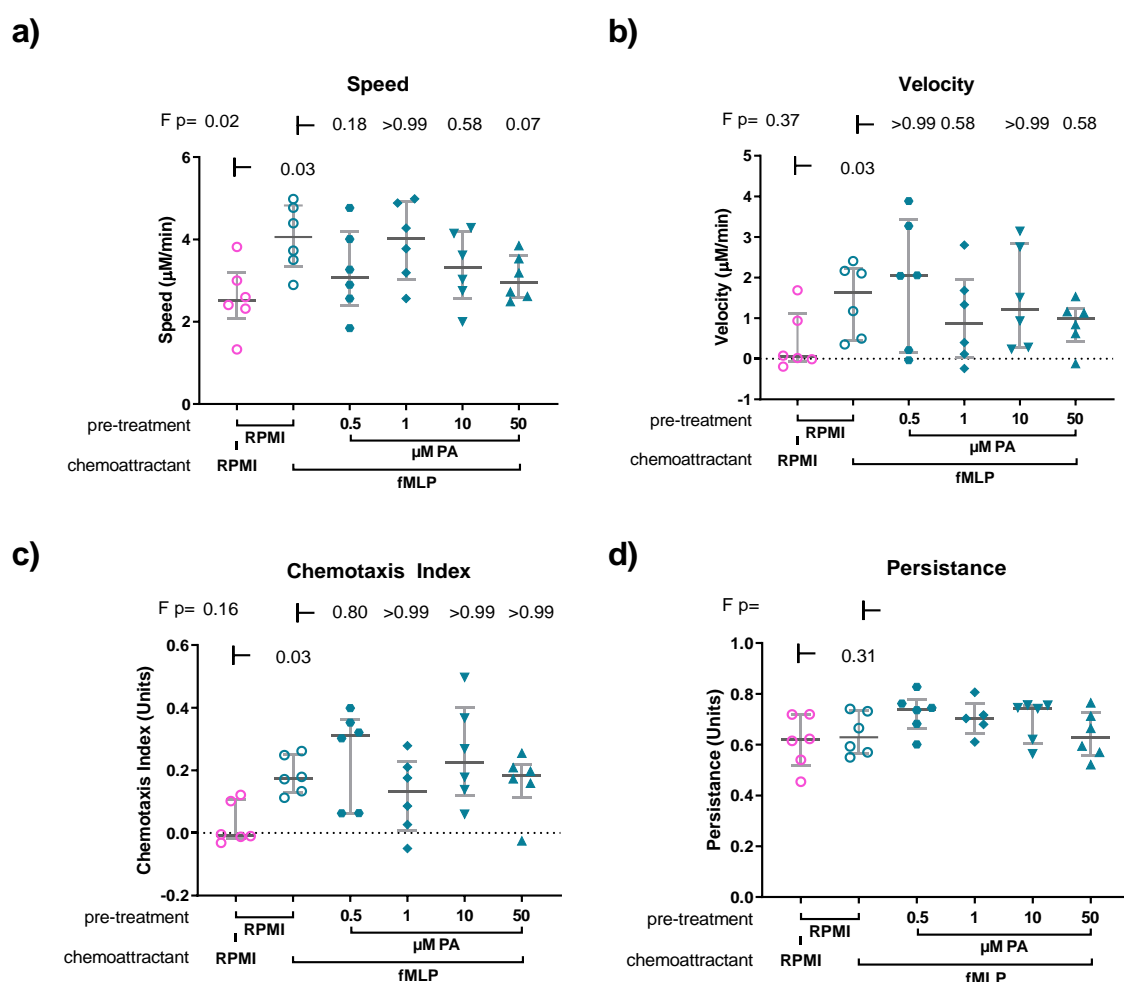 a)
Speed
F p= 0.02 0.18 >0.99 0.58 0.07
0.03
6
4
2
0
Speed (µM/min)
pre-treatment 0.5 1 10 50
RPMI µM PA
chemoattractant RPMI
fMLP
b)
Velocity
F p= 0.37 >0.99 0.58 >0.99 0.58
0.03
5
4
3
2
1
0
-1
Velocity (µM/min)
pre-treatment 0.5 1 10 50
RPMI µM PA
chemoattractant RPMI
fMLP
c)
Chemotaxis Index
F p= 0.16 0.80 >0.99 >0.99 >0.99
0.03
0.6
0.4
0.2
0.0
-0.2
Chemotaxis Index (Units)
pre-treatment 0.5 1 10 50
RPMI µM PA
chemoattractant RPMI
fMLP
d)
Persistance
F p=
0.31
1.0
0.8
0.6
0.4
0.2
0.0
Persistance (Units)
pre-treatment 0.5 1 10 50
RPMI µM PA
chemoattractant RPMI
fMLP